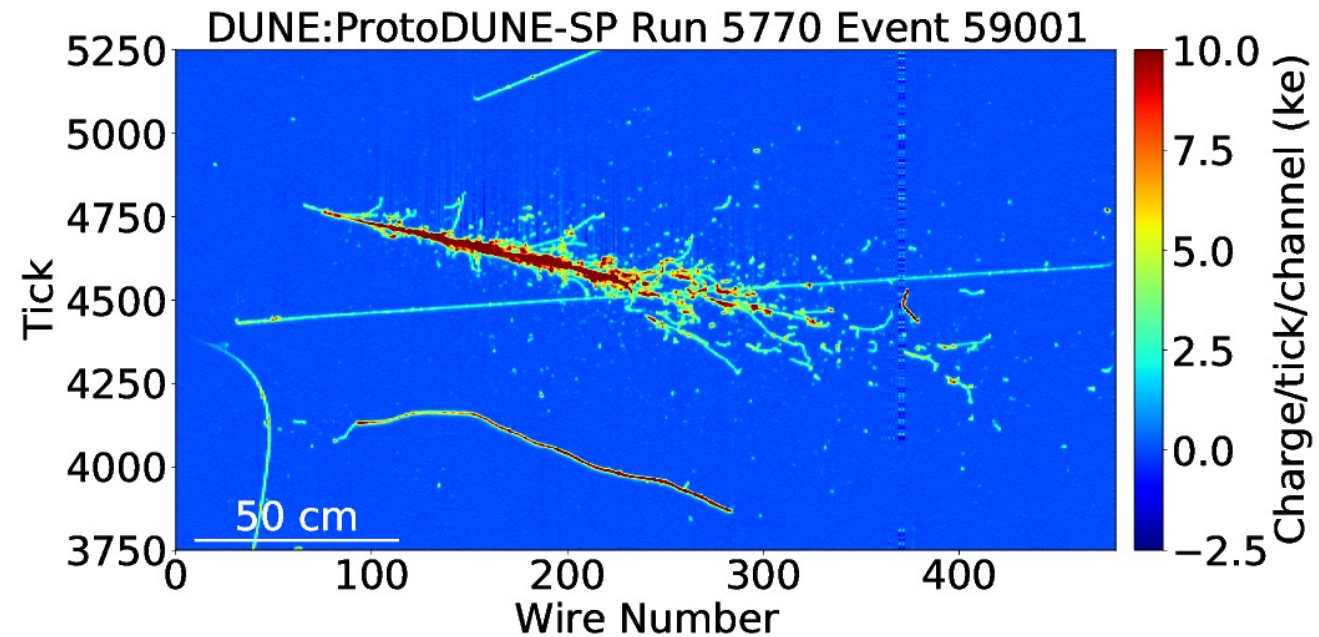 DUNE:ProtoDUNE-SP Run 5770 Event 59001
5250
5000
4750
4500
4250
4000
3750
Tick
50 cm
0 100 200 300 400
Wire Number
10.0
7.5
5.0
2.5
0.0
−2.5
Charge/tick/channel (ke)